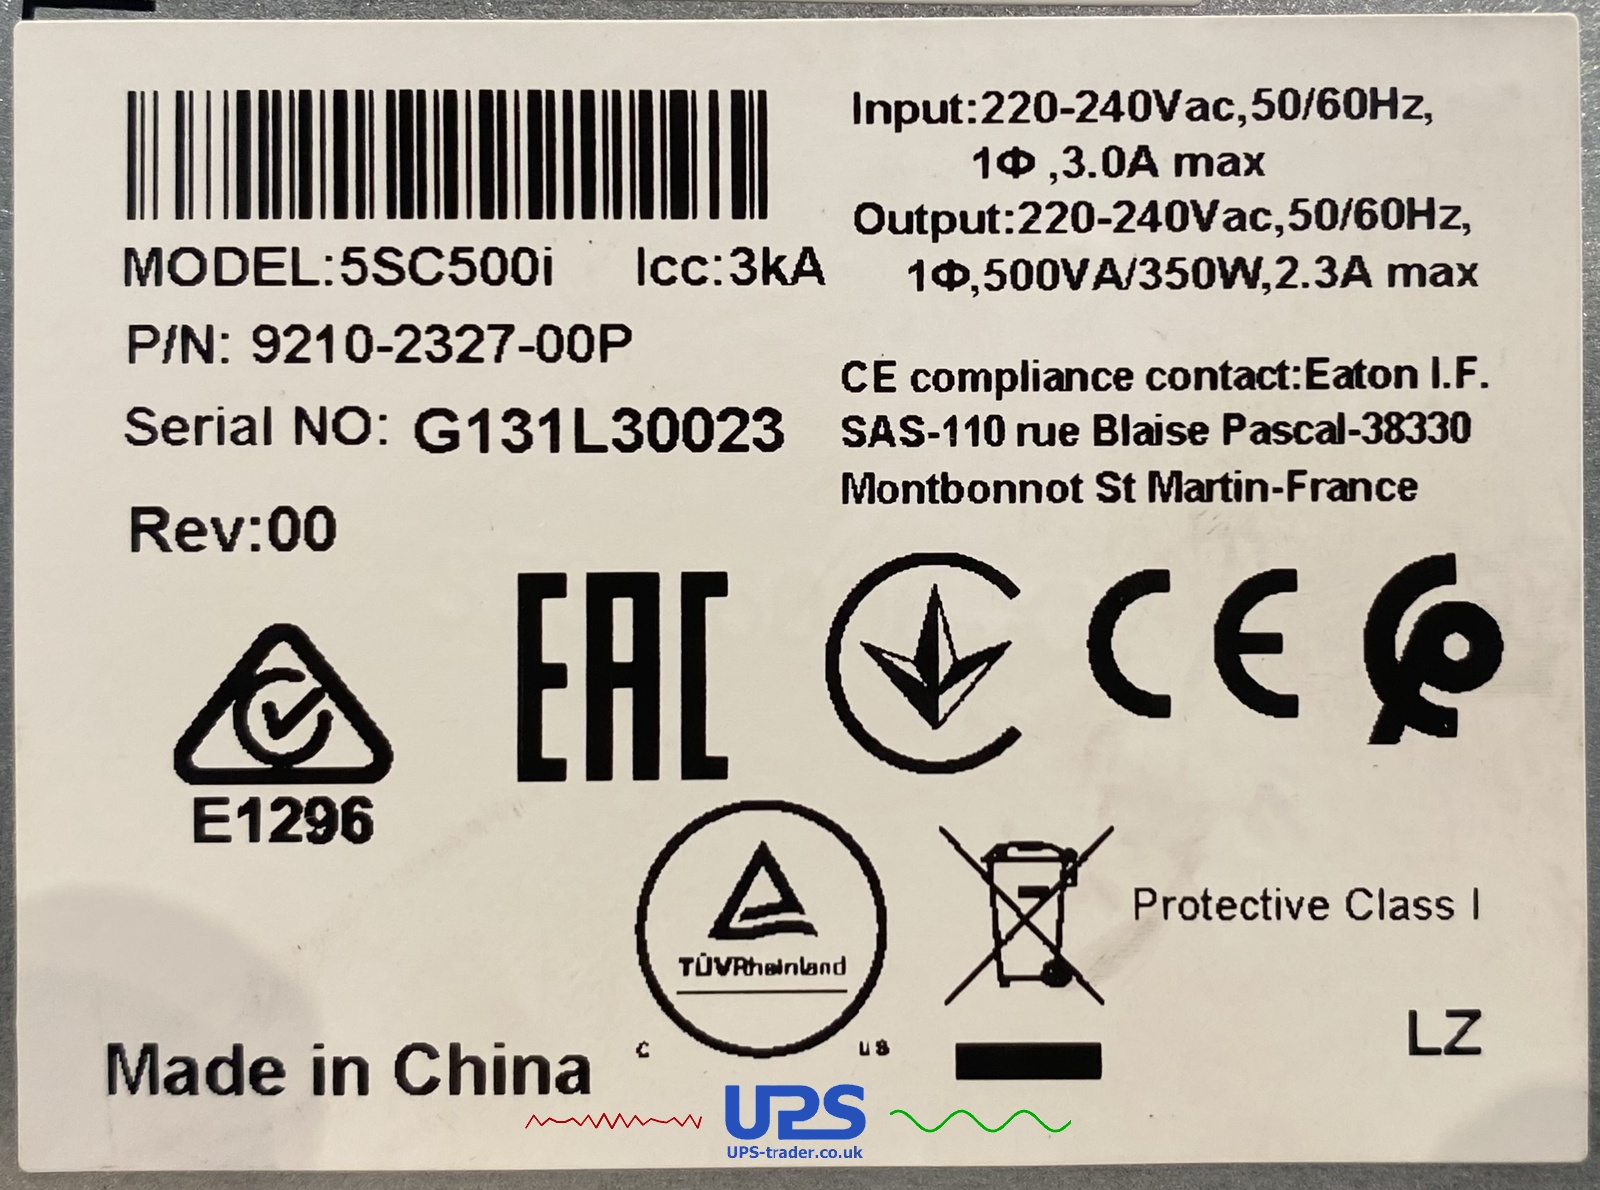 MODEL:5SC500i Icc:3kA
P/N: 9210-2327-00P
Serial NO: G131L30023
Rev:00
Input:220-240Vac,50/60Hz,
1Φ ,3.0A max
Output:220-240Vac,50/60Hz,
1Φ,500VA/350W,2.3A max
CE compliance contact:Eaton I.F.
SAS-110 rue Blaise Pascal-38330
Montbonnot St Martin-France
EAC
CE
E1296
TÜVRheinland
c us
Protective Class I
LZ
Made in China
UPS
UPS-trader.co.uk